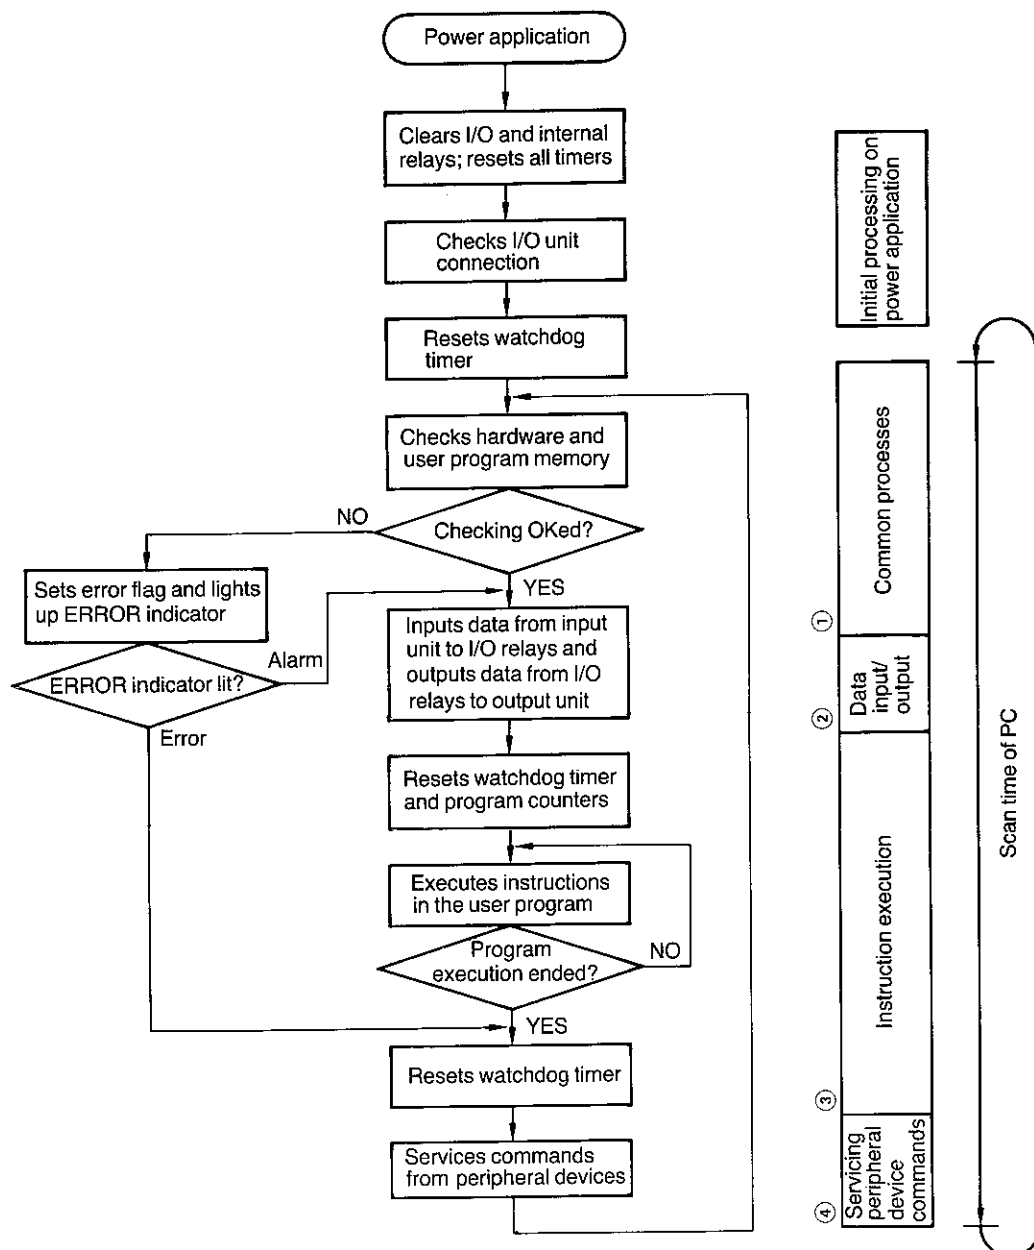 Power application
Clears I/O and internal
relays; resets all timers
Checks I/O unit
connection
Resets watchdog
timer
Checks hardware and
user program memory
NO
Checking OKed?
YES
Sets error flag and lights
up ERROR indicator
Alarm
ERROR indicator lit?
Error
Inputs data from input
unit to I/O relays and
outputs data from I/O
relays to output unit
Resets watchdog timer
and program counters
Executes instructions
in the user program
Program
execution ended?
NO
YES
Resets watchdog timer
Services commands
from peripheral devices
Initial processing on
power application
Common processes
①
Data
input/
output
②
Instruction execution
③
Servicing
peripheral
device
commands
④
Scan time of PC